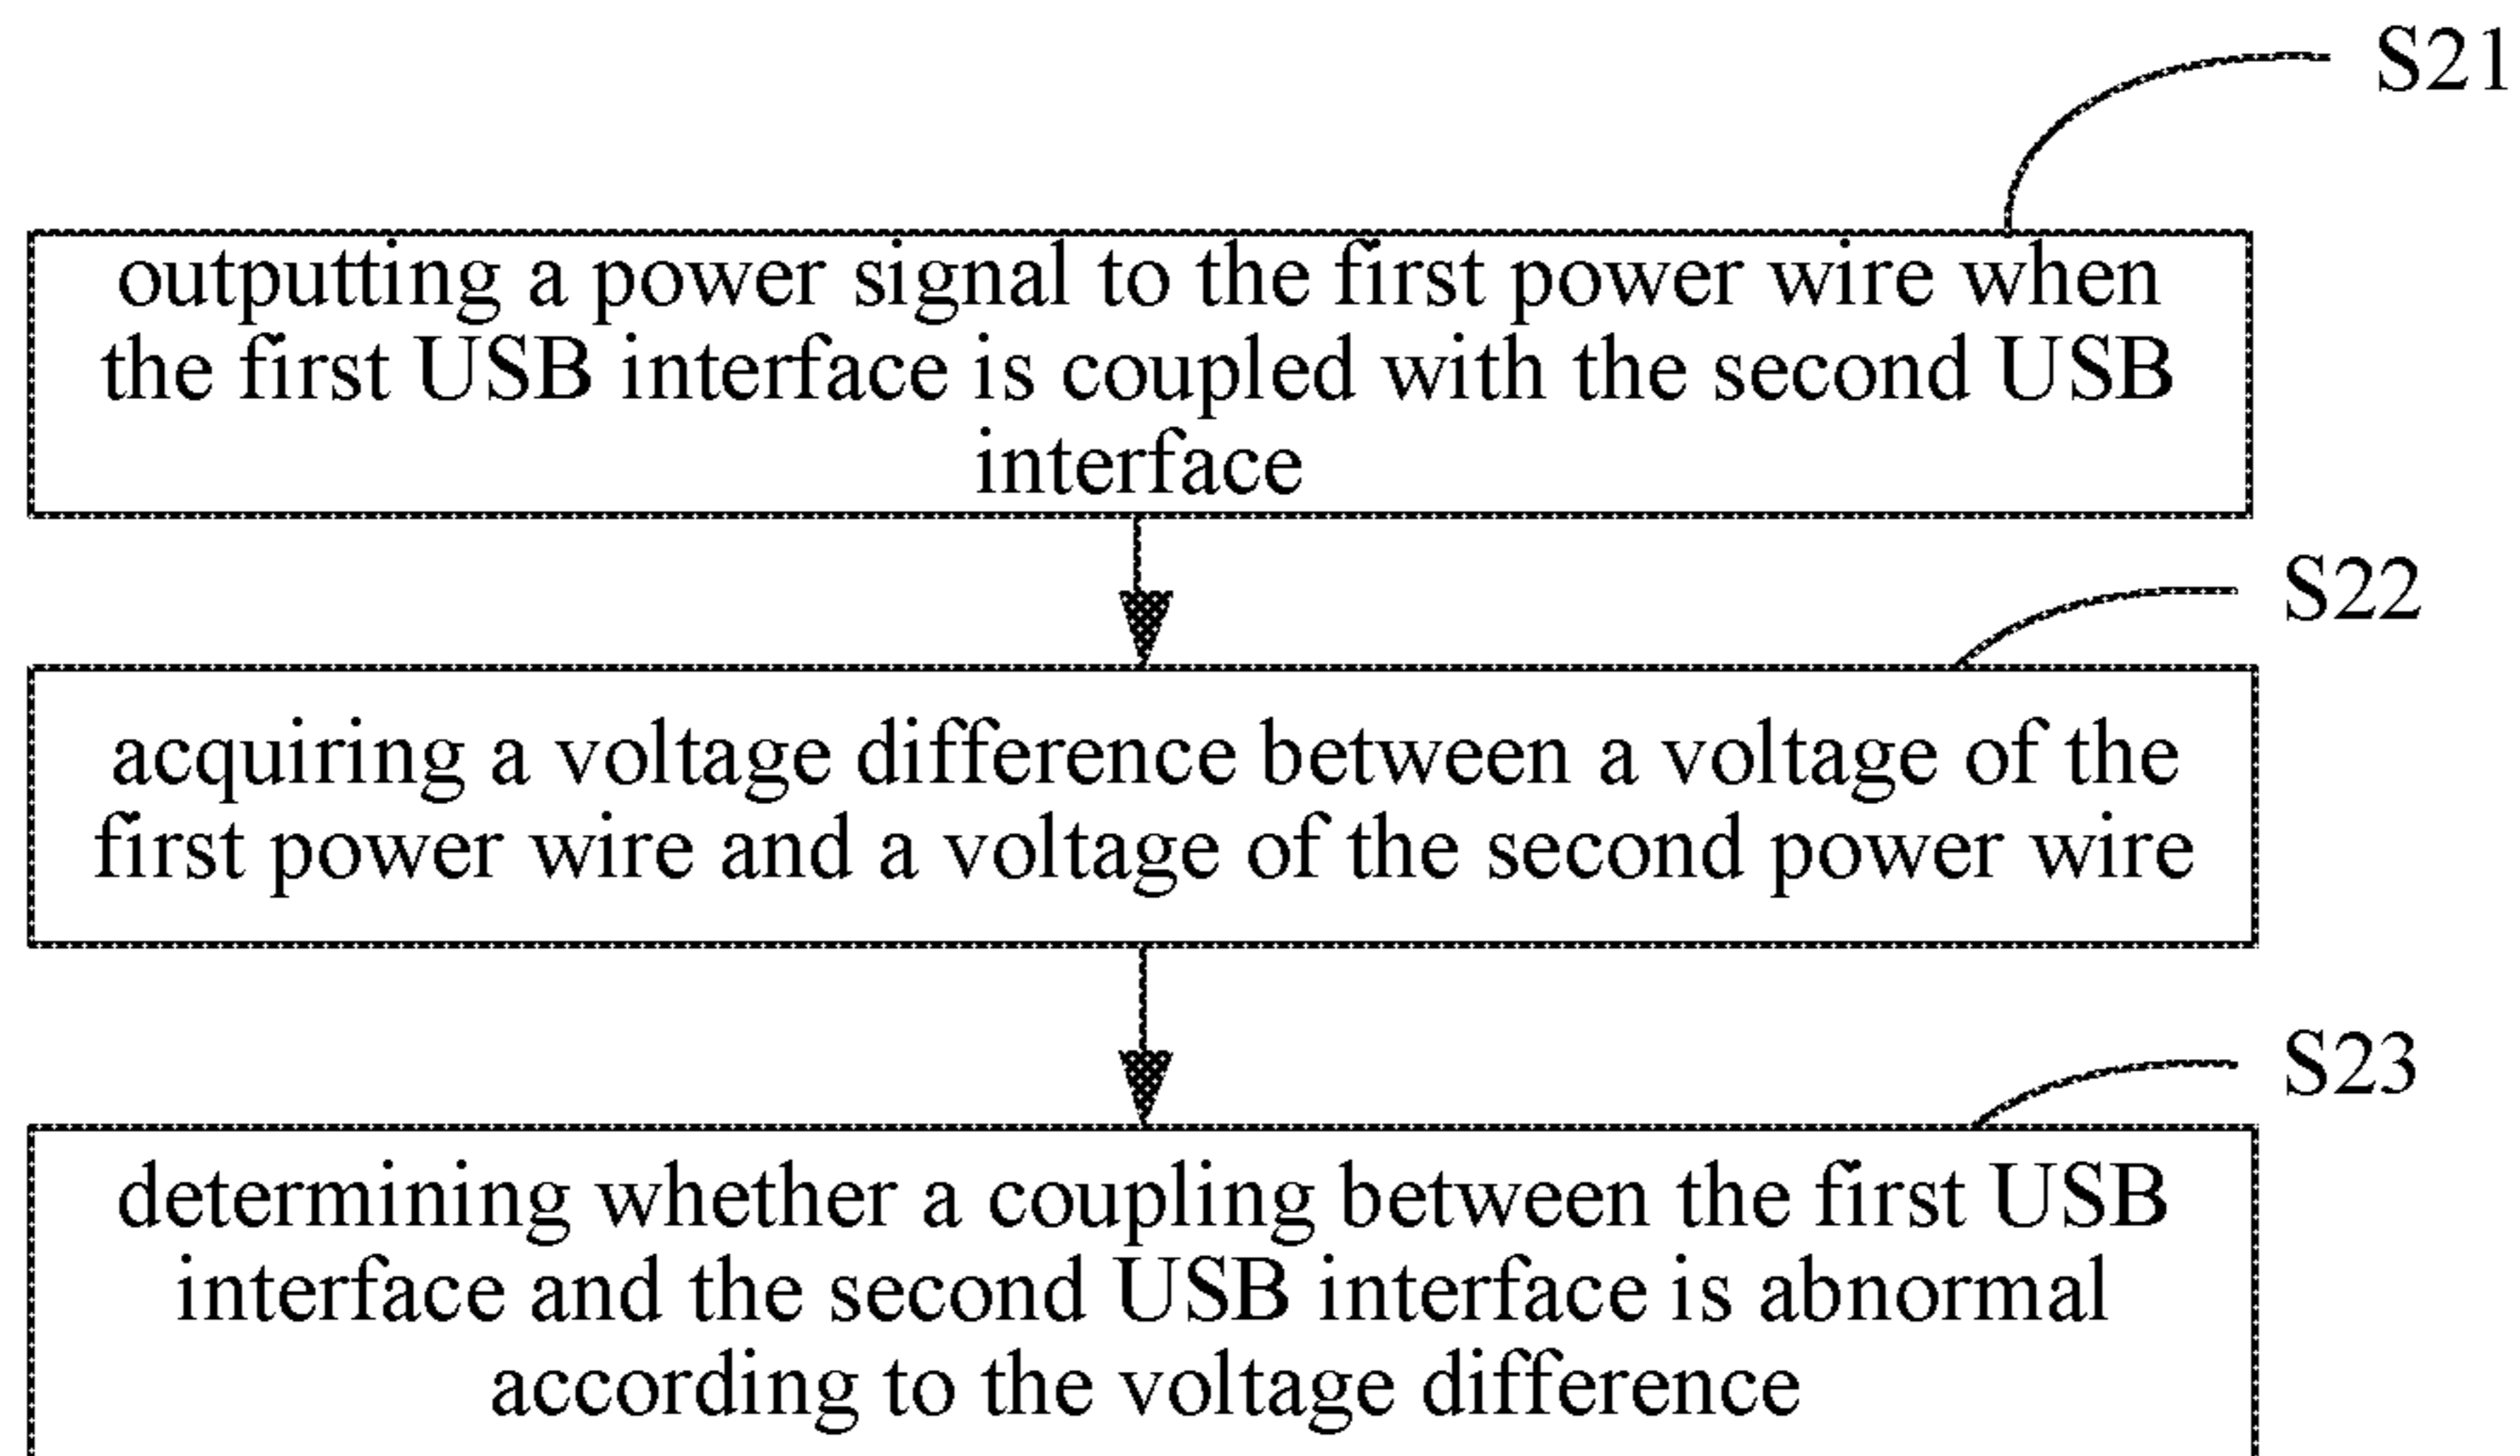 S21
outputting a power signal to the first power wire when
the first USB interface is coupled with the second USB
interface
S22
acquiring a voltage difference between a voltage of the
first power wire and a voltage of the second power wire
S23
determining whether a coupling between the first USB
interface and the second USB interface is abnormal
according to the voltage difference